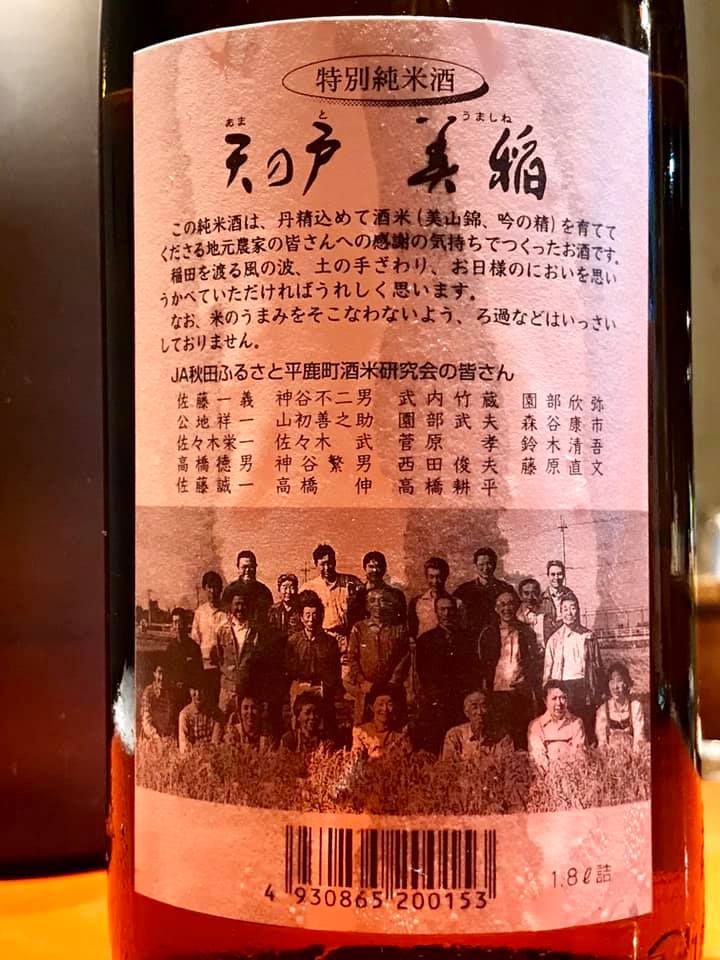 特別純米酒
あま と うましね
天の戸 美稲
この純米酒は、丹精込めて酒米(美山錦、吟の精)を育てて
くださる地元農家の皆さんへの感謝の気持ちでつくったお酒です。
稲田を渡る風の波、土の手ざわり、お日様のにおいを思い
うかべていただければうれしく思います。
なお、米のうまみをそこなわないよう、ろ過などはいっさい
しておりません。
JA秋田ふるさと平鹿町酒米研究会の皆さん
佐藤一義 神谷不二男 武内竹蔵 園部欣弥
公地祥一 山初善之助 園部武夫 森谷康市
佐々木栄一 佐々木武 菅原孝 鈴木清吾
高橋徳男 神谷繁男 西田俊夫 藤原直文
佐藤誠一 高橋伸 高橋耕平
4 930865 200153
1.8ℓ詰